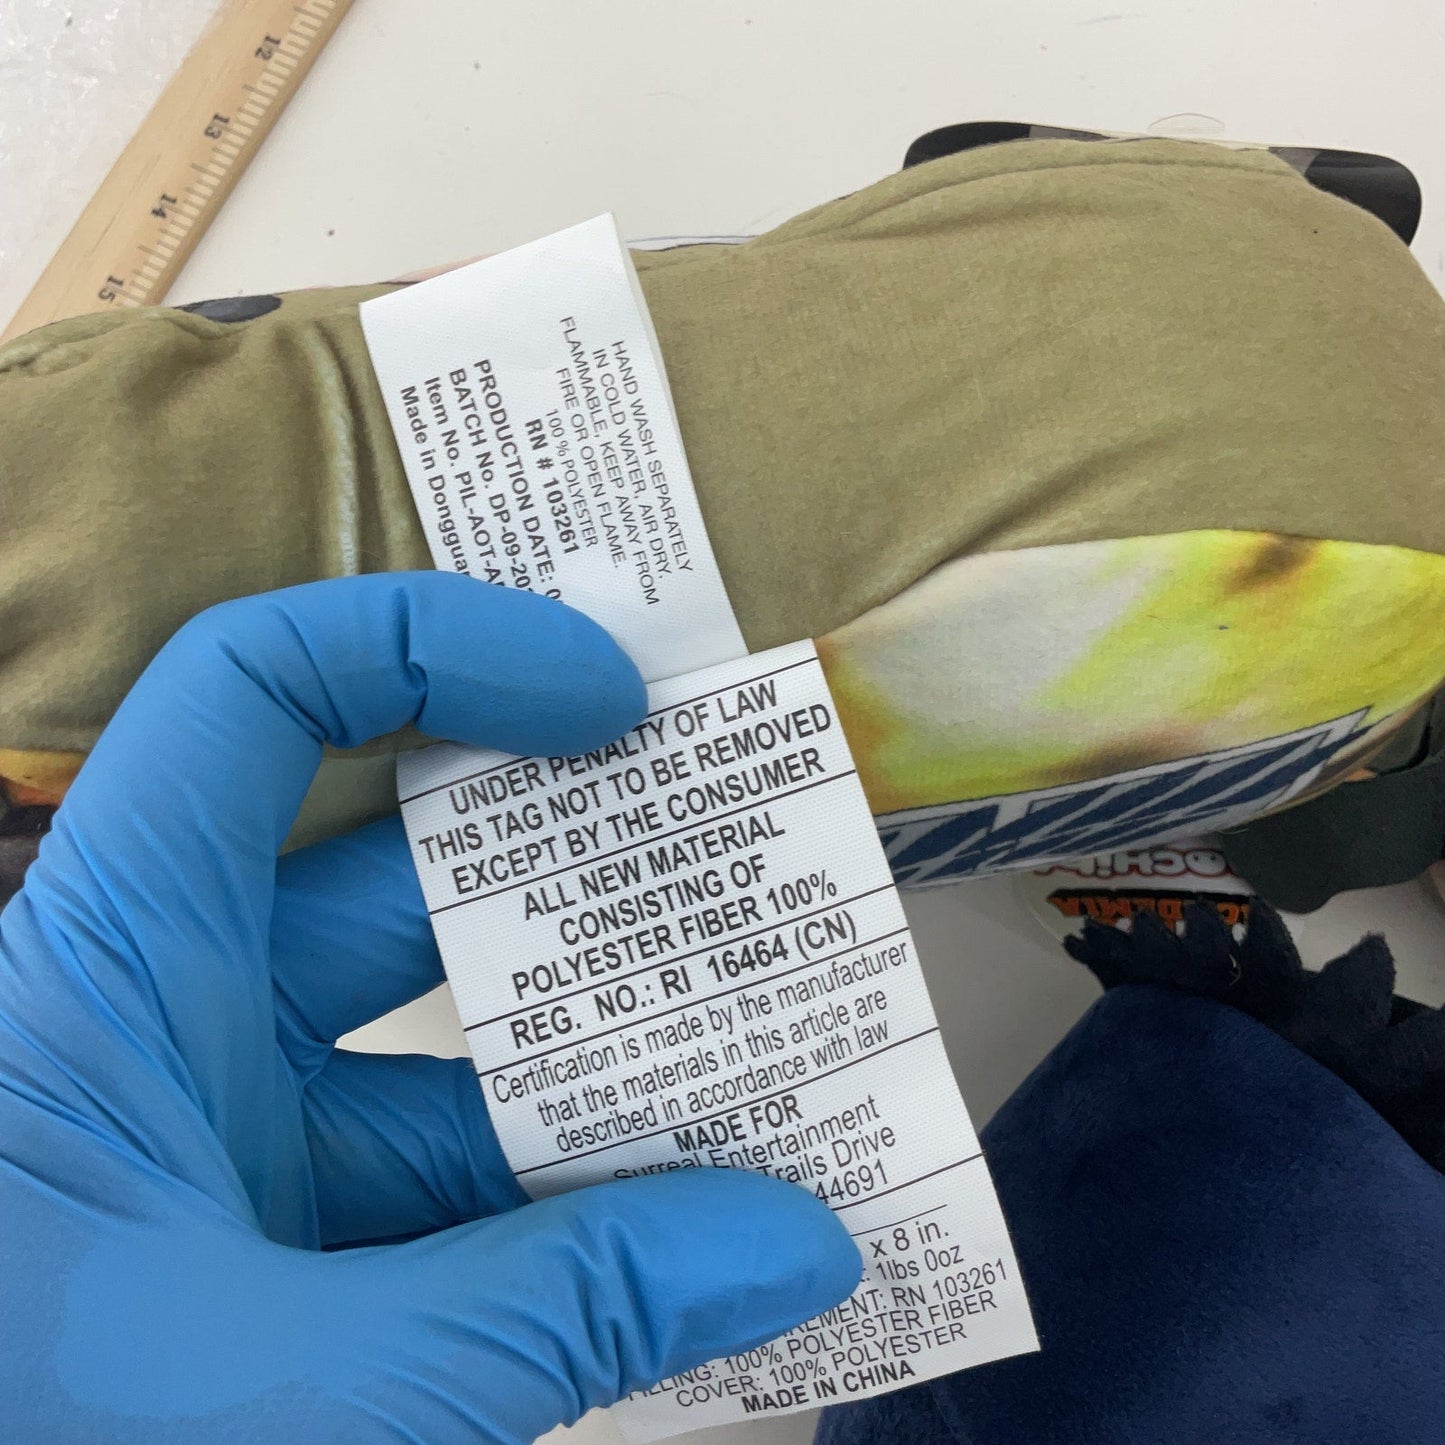 12
13
14
15
HAND WASH SEPARATELY
IN COLD WATER, AIR DRY.
FLAMMABLE, KEEP AWAY FROM
FIRE OR OPEN FLAME.
100 % POLYESTER
RN # 103261
PRODUCTION DATE:
BATCH No. DP-09-20
Item No. PIL-AOT-
Made in Donggua
UNDER PENALTY OF LAW
THIS TAG NOT TO BE REMOVED
EXCEPT BY THE CONSUMER
ALL NEW MATERIAL
CONSISTING OF
POLYESTER FIBER 100%
REG. NO.: RI 16464 (CN)
Certification is made by the manufacturer
that the materials in this article are
described in accordance with law
MADE FOR
Surreal Entertainment
Trails Drive
44691
x 8 in.
1lbs 0oz
RN 103261
FILLING: 100% POLYESTER FIBER
COVER: 100% POLYESTER
MADE IN CHINA